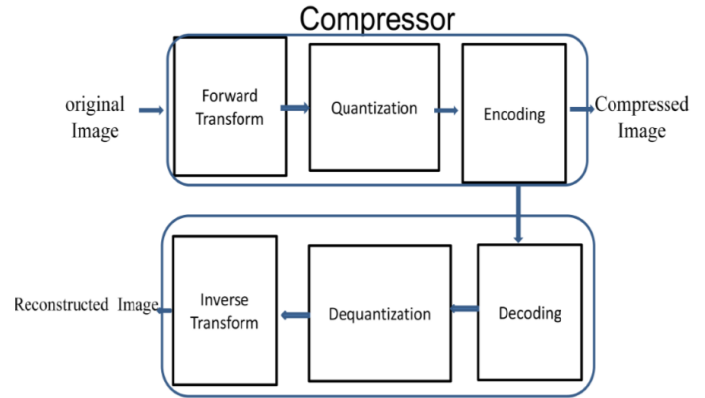 Compressor
original
Image
Forward
Transform
Quantization
Encoding
Compressed
Image
Reconstructed Image
Inverse
Transform
Dequantization
Decoding